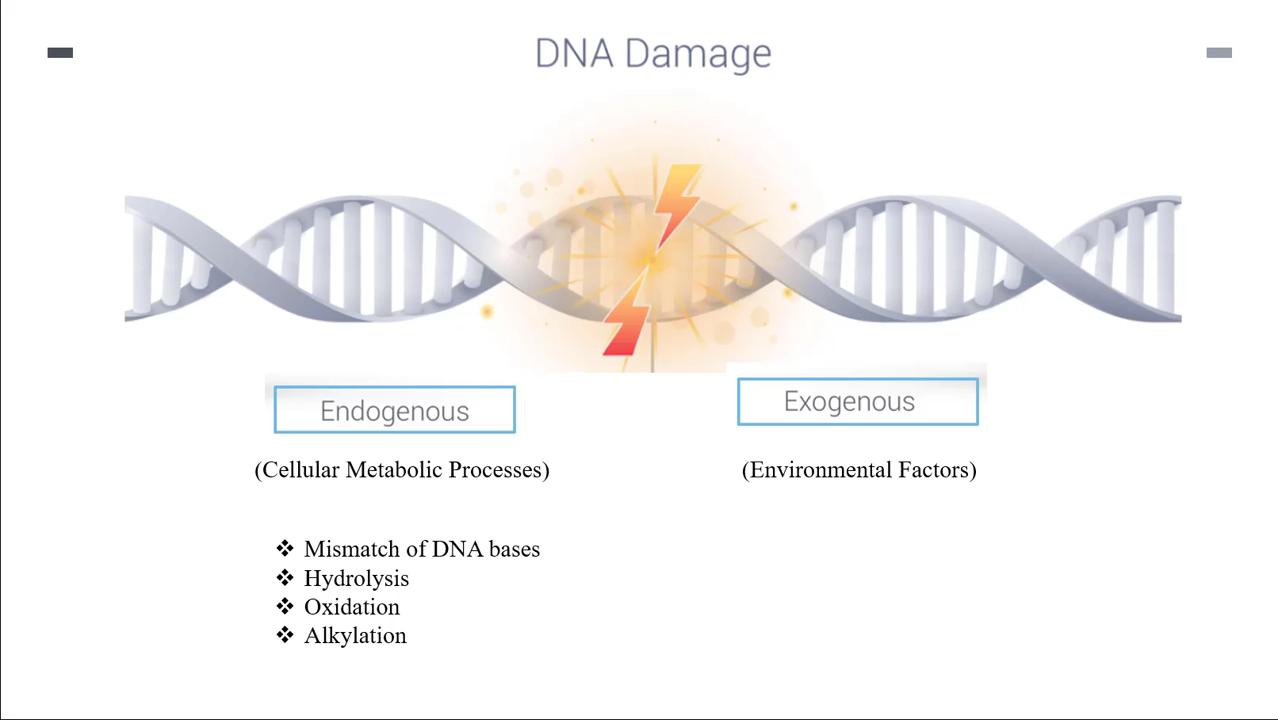 DNA Damage
Endogenous
Exogenous
(Cellular Metabolic Processes)
(Environmental Factors)
❖ Mismatch of DNA bases
❖ Hydrolysis
❖ Oxidation
❖ Alkylation